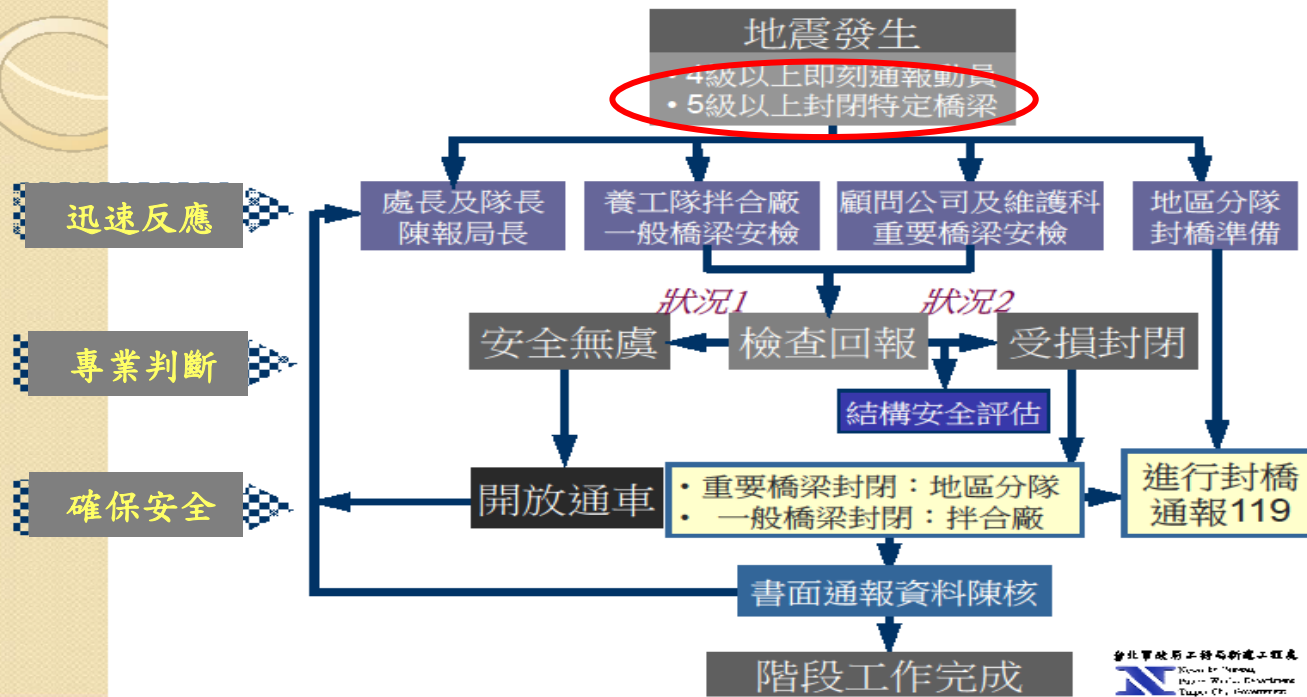 地震發生
• 4級以上即刻通報動員
• 5級以上封閉特定橋梁
迅速反應
處長及隊長
陳報局長
養工隊拌合廠
一般橋梁安檢
顧問公司及維護科
重要橋梁安檢
地區分隊
封橋準備
狀況1
狀況2
專業判斷
安全無虞
檢查回報
受損封閉
結構安全評估
確保安全
開放通車
• 重要橋梁封閉：地區分隊
• 一般橋梁封閉：拌合廠
進行封橋
通報119
書面通報資料陳核
階段工作完成
台北市政府工務局新建工程處